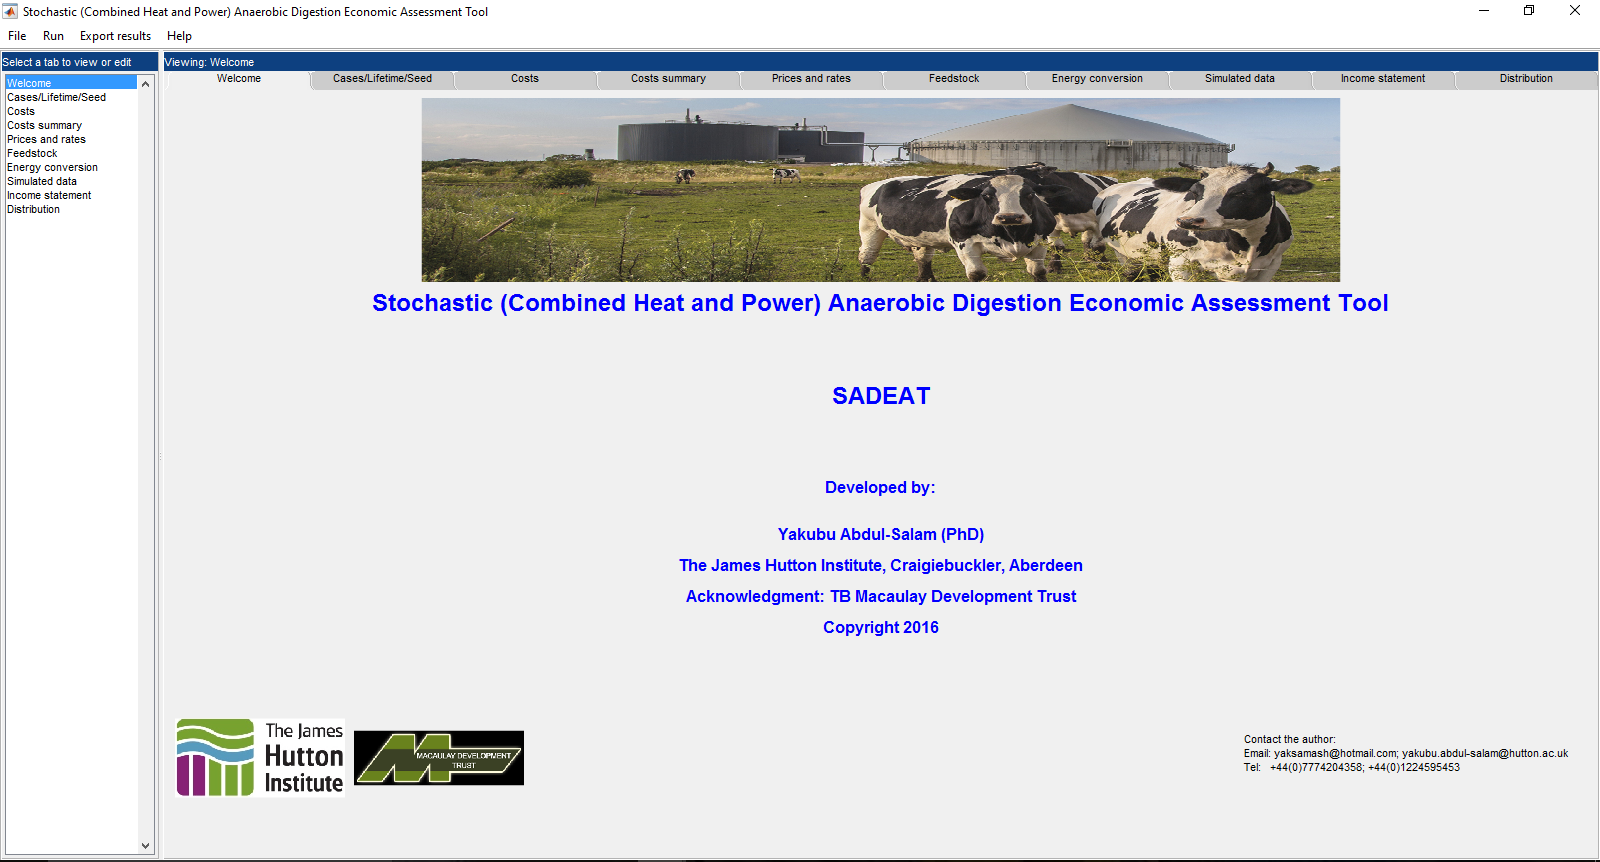 Stochastic (Combined Heat and Power) Anaerobic Digestion Economic Assessment Tool
File Run Export results Help
Select a tab to view or edit
Welcome
Cases/Lifetime/Seed
Costs
Costs summary
Prices and rates
Feedstock
Energy conversion
Simulated data
Income statement
Distribution
Viewing: Welcome
Welcome Cases/Lifetime/Seed Costs Costs summary Prices and rates Feedstock Energy conversion Simulated data Income statement Distribution
Stochastic (Combined Heat and Power) Anaerobic Digestion Economic Assessment Tool
SADEAT
Developed by:
Yakubu Abdul-Salam (PhD)
The James Hutton Institute, Craigiebuckler, Aberdeen
Acknowledgment: TB Macaulay Development Trust
Copyright 2016
The James
Hutton
Institute
MACAULAY DEVELOPMENT
TRUST
Contact the author:
Email: yaksamash@hotmail.com; yakubu.abdul-salam@hutton.ac.uk
Tel: +44(0)7774204358; +44(0)1224595453